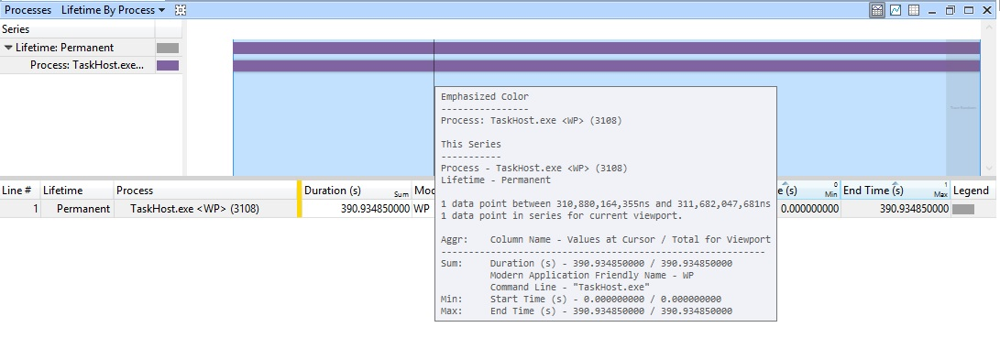 Processes Lifetime By Process
Series
Lifetime: Permanent
Process: TaskHost.exe...
Emphasized Color
----------------
Process: TaskHost.exe <WP> (3108)
This Series
-----------
Process - TaskHost.exe <WP> (3108)
Lifetime - Permanent
1 data point between 310,880,164,355ns and 311,682,047,681ns
1 data point in series for current viewport.
Aggr: Column Name - Values at Cursor / Total for Viewport
------------------------------------------------------
Sum: Duration (s) - 390.934850000 / 390.934850000
Modern Application Friendly Name - WP
Command Line - "TaskHost.exe"
Min: Start Time (s) - 0.000000000 / 0.000000000
Max: End Time (s) - 390.934850000 / 390.934850000
Line # Lifetime Process Duration (s) Sum Mod e (s) 0 Min End Time (s) 1 Max Legend
1 Permanent TaskHost.exe <WP> (3108) 390.934850000 WP 0.000000000 390.934850000